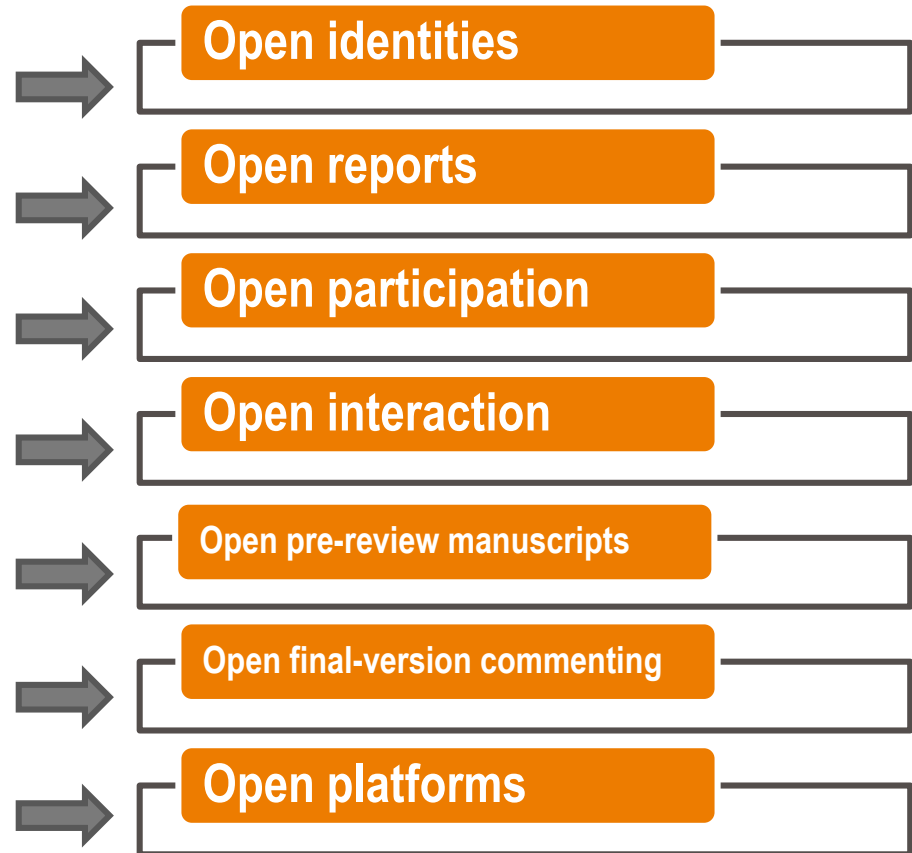 Open identities
Open reports
Open participation
Open interaction
Open pre-review manuscripts
Open final-version commenting
Open platforms